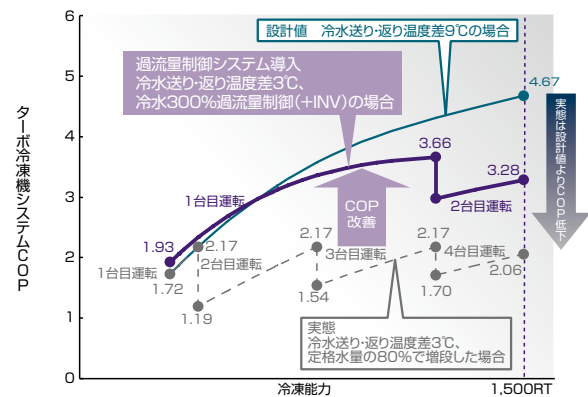 6
5
4
3
2
1
0
ターボ冷凍機システムCOP
設計値 冷水送り・返り温度差9℃の場合
過流量制御システム導入
冷水送り・返り温度差3℃、
冷水300%過流量制御(+INV)の場合
4.67
実態は設計値よりCOP低下
3.66
3.28
1台目運転
2台目運転
COP
改善
1.93
1台目運転
1.72
2.17
2台目運転
1.19
2.17
3台目運転
1.54
2.17
4台目運転
1.70
2.06
実態
冷水送り・返り温度差3℃、
定格水量の80%で増段した場合
冷凍能力
1,500RT